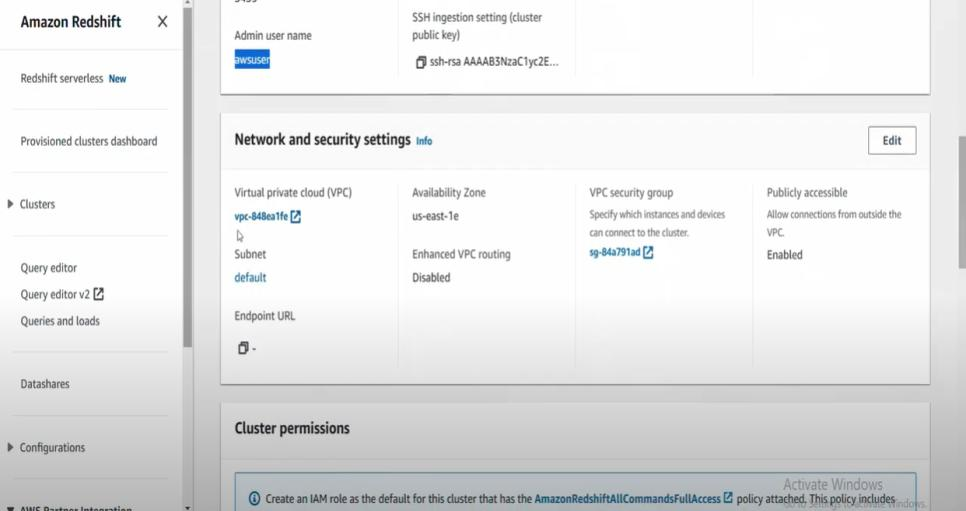 Amazon Redshift
Redshift serverless New
Provisioned clusters dashboard
Clusters
Query editor
Query editor v2
Queries and loads
Datashares
Configurations
AWS Partner Integration
Admin user name
awsuser
SSH ingestion setting (cluster
public key)
ssh-rsa AAAAB3NzaC1yc2E...
Network and security settings Info
Edit
Virtual private cloud (VPC)
vpc-848ea1fe
Subnet
default
Endpoint URL
-
Availability Zone
us-east-1e
Enhanced VPC routing
Disabled
VPC security group
Specify which instances and devices
can connect to the cluster.
sg-84a791ad
Publicly accessible
Allow connections from outside the
VPC.
Enabled
Cluster permissions
Create an IAM role as the default for this cluster that has the AmazonRedshiftAllCommandsFullAccess policy attached. This policy includes
Activate Windows
Go to Settings to activate Windows.